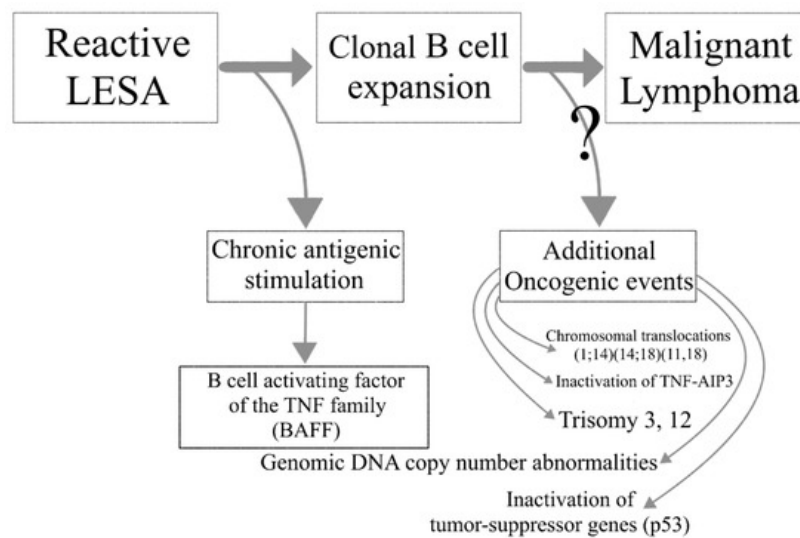 Reactive
LESA
Clonal B cell
expansion
Malignant
Lymphoma
?
Chronic antigenic
stimulation
Additional
Oncogenic events
B cell activating factor
of the TNF family
(BAFF)
Chromosomal translocations
(1;14)(14;18)(11,18)
Inactivation of TNF-AIP3
Trisomy 3, 12
Genomic DNA copy number abnormalities
Inactivation of
tumor-suppressor genes (p53)